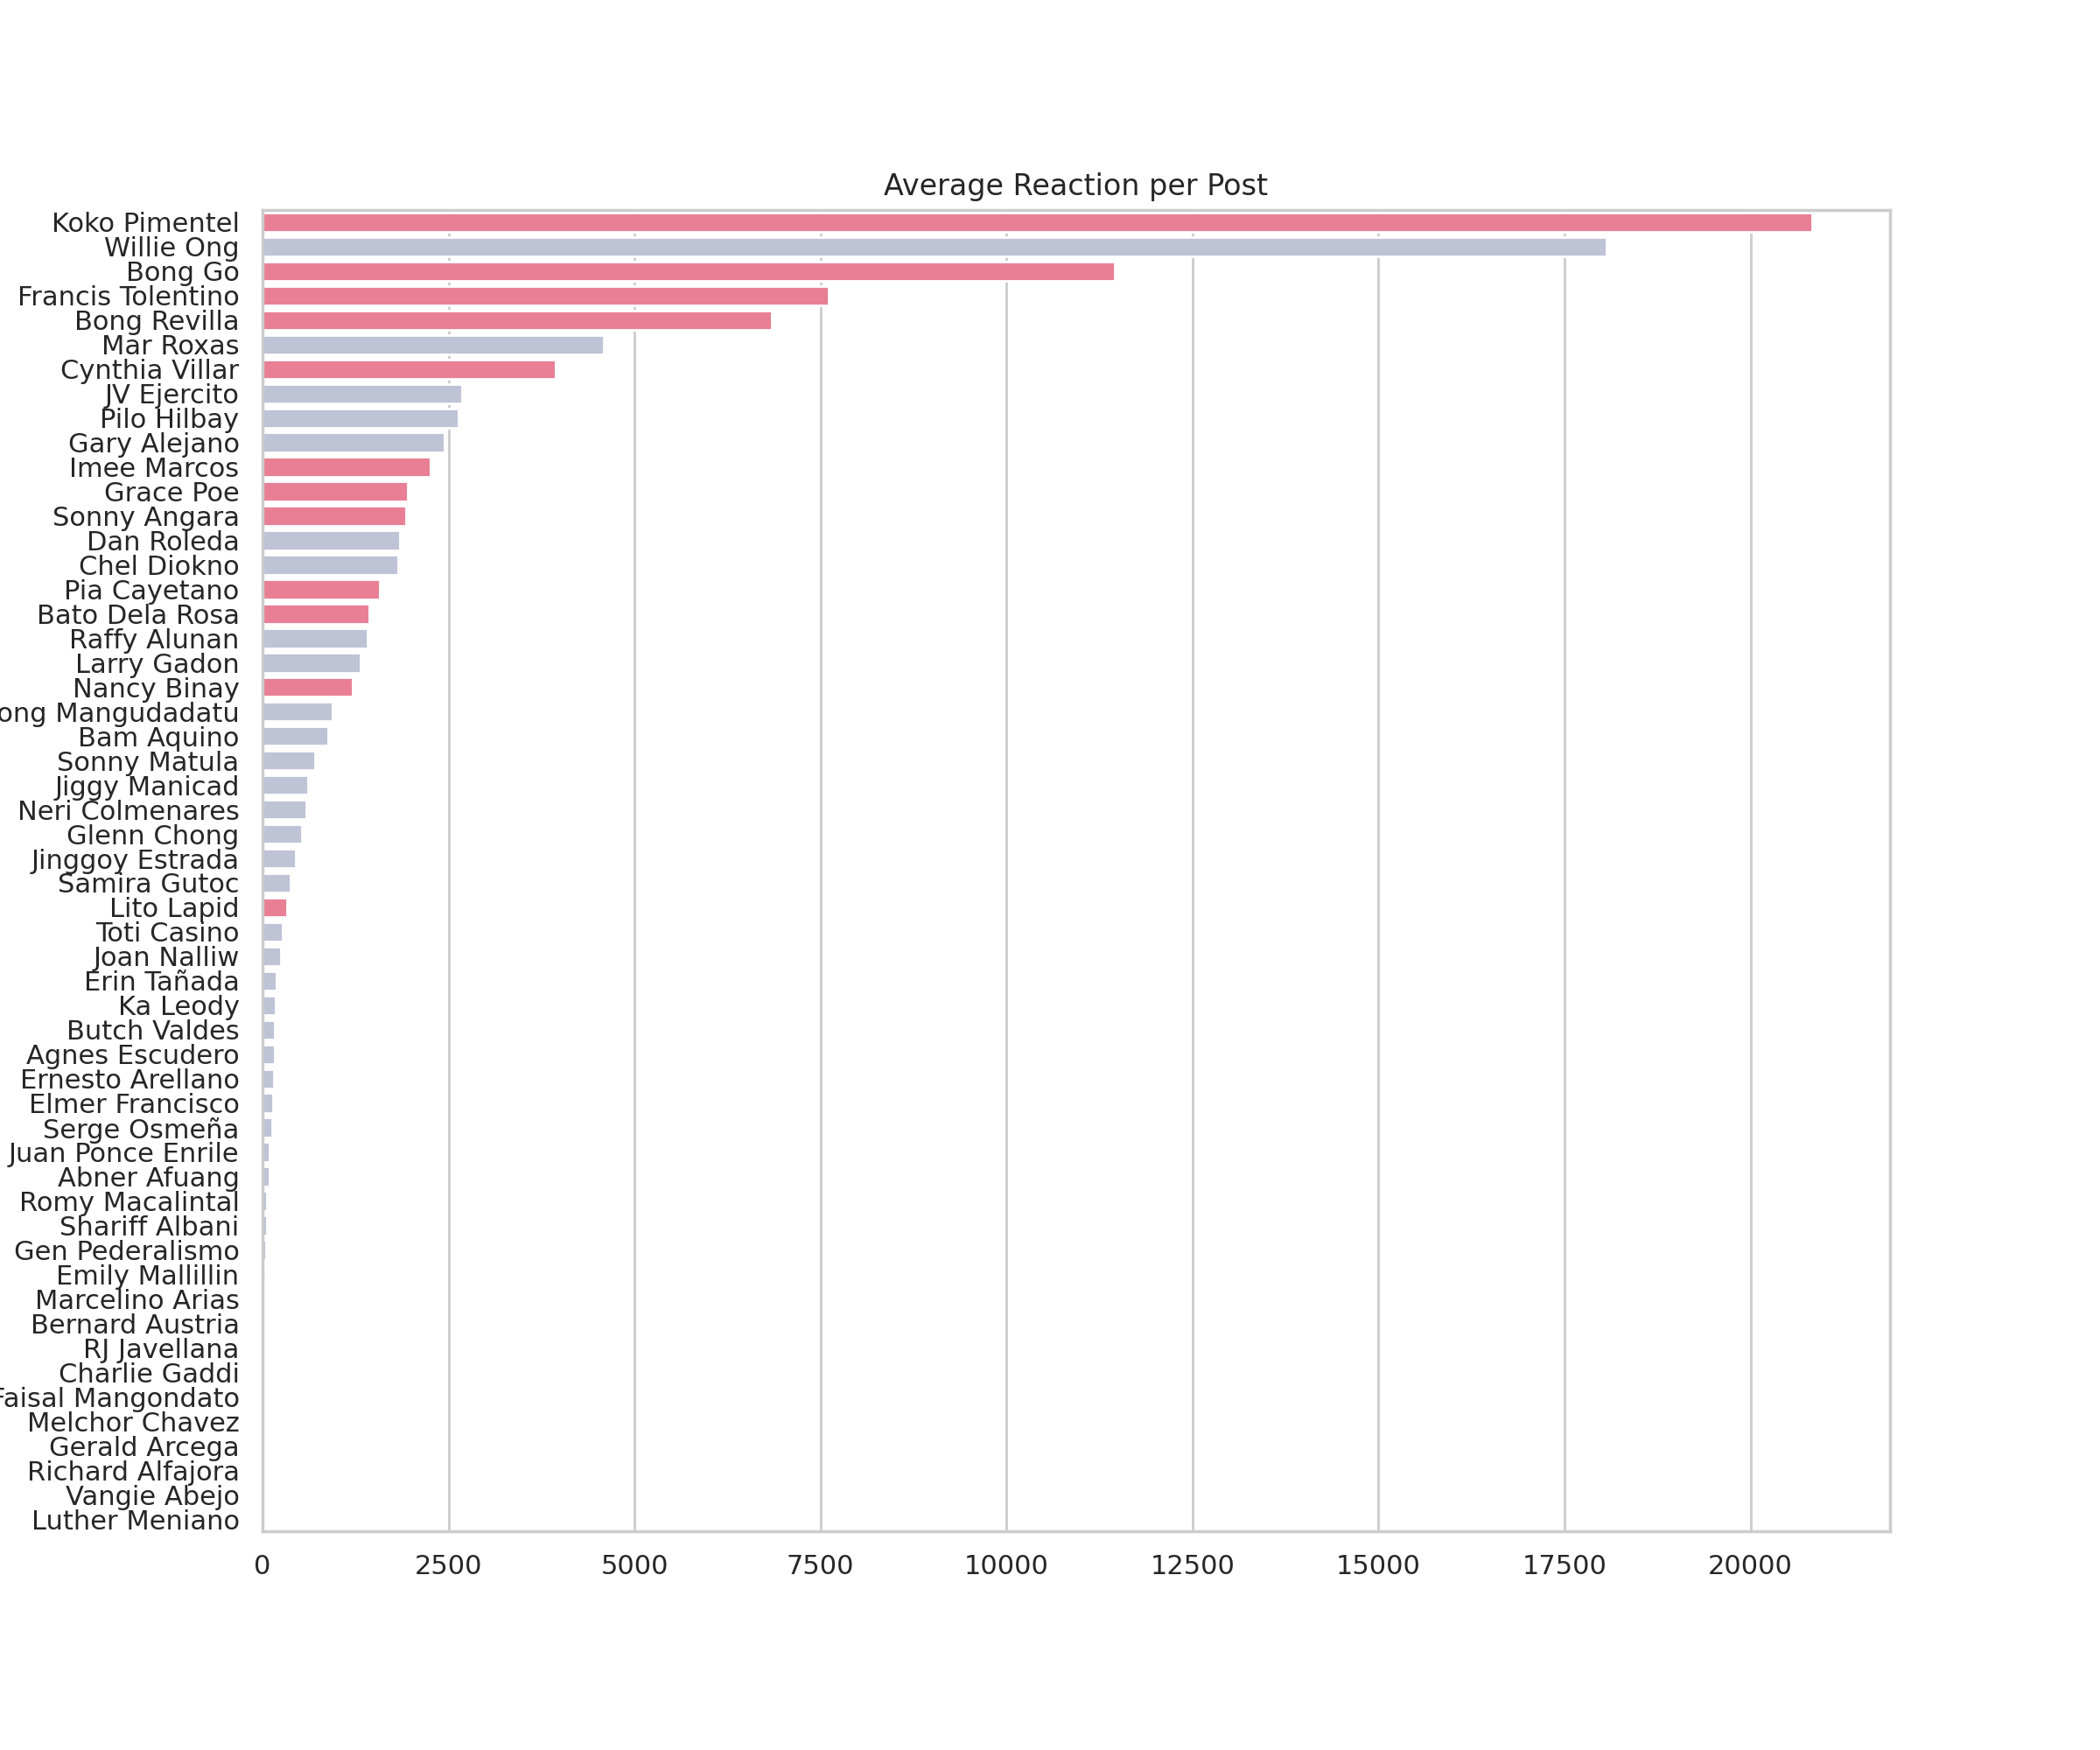 Average Reaction per Post
Koko Pimentel
Willie Ong
Bong Go
Francis Tolentino
Bong Revilla
Mar Roxas
Cynthia Villar
JV Ejercito
Pilo Hilbay
Gary Alejano
Imee Marcos
Grace Poe
Sonny Angara
Dan Roleda
Chel Diokno
Pia Cayetano
Bato Dela Rosa
Raffy Alunan
Larry Gadon
Nancy Binay
ong Mangudadatu
Bam Aquino
Sonny Matula
Jiggy Manicad
Neri Colmenares
Glenn Chong
Jinggoy Estrada
Samira Gutoc
Lito Lapid
Toti Casino
Joan Nalliw
Erin Tañada
Ka Leody
Butch Valdes
Agnes Escudero
Ernesto Arellano
Elmer Francisco
Serge Osmeña
Juan Ponce Enrile
Abner Afuang
Romy Macalintal
Shariff Albani
Gen Pederalismo
Emily Mallillin
Marcelino Arias
Bernard Austria
RJ Javellana
Charlie Gaddi
Faisal Mangondato
Melchor Chavez
Gerald Arcega
Richard Alfajora
Vangie Abejo
Luther Meniano
0 2500 5000 7500 10000 12500 15000 17500 20000